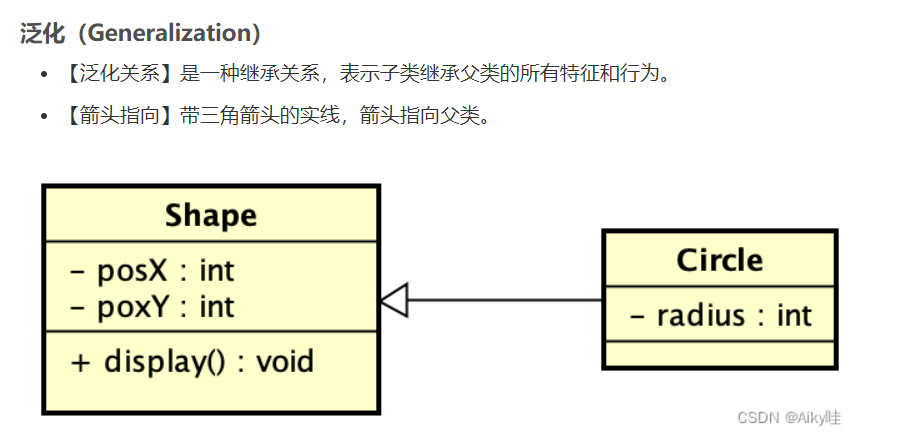 泛化（Generalization）
• 【泛化关系】是一种继承关系，表示子类继承父类的所有特征和行为。
• 【箭头指向】带三角箭头的实线，箭头指向父类。
Shape
- posX : int
- poxY : int
+ display() : void
Circle
- radius : int
CSDN @Aiky哇